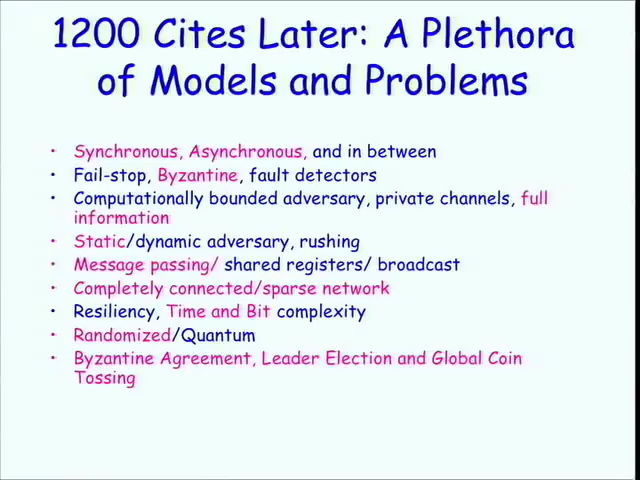 1200 Cites Later: A Plethora
of Models and Problems
• Synchronous, Asynchronous, and in between
• Fail-stop, Byzantine, fault detectors
• Computationally bounded adversary, private channels, full
information
• Static/dynamic adversary, rushing
• Message passing/ shared registers/ broadcast
• Completely connected/sparse network
• Resiliency, Time and Bit complexity
• Randomized/Quantum
• Byzantine Agreement, Leader Election and Global Coin
Tossing